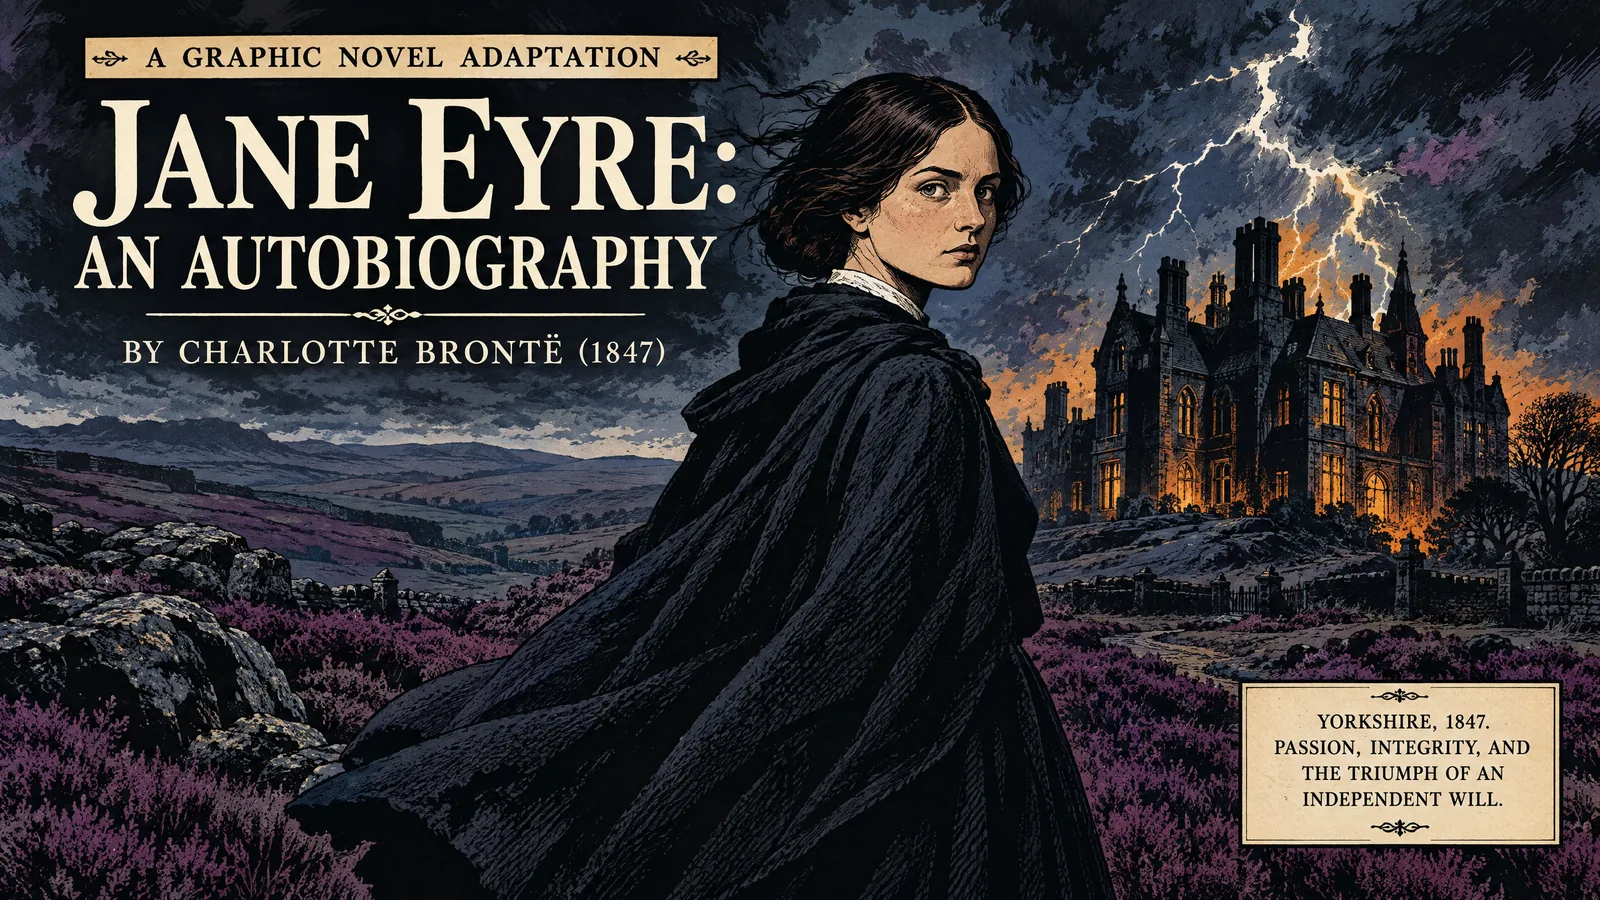 A GRAPHIC NOVEL ADAPTATION
JANE EYRE:
AN AUTOBIOGRAPHY
BY CHARLOTTE BRONTË (1847)
YORKSHIRE, 1847.
PASSION, INTEGRITY, AND
THE TRIUMPH OF AN
INDEPENDENT WILL.